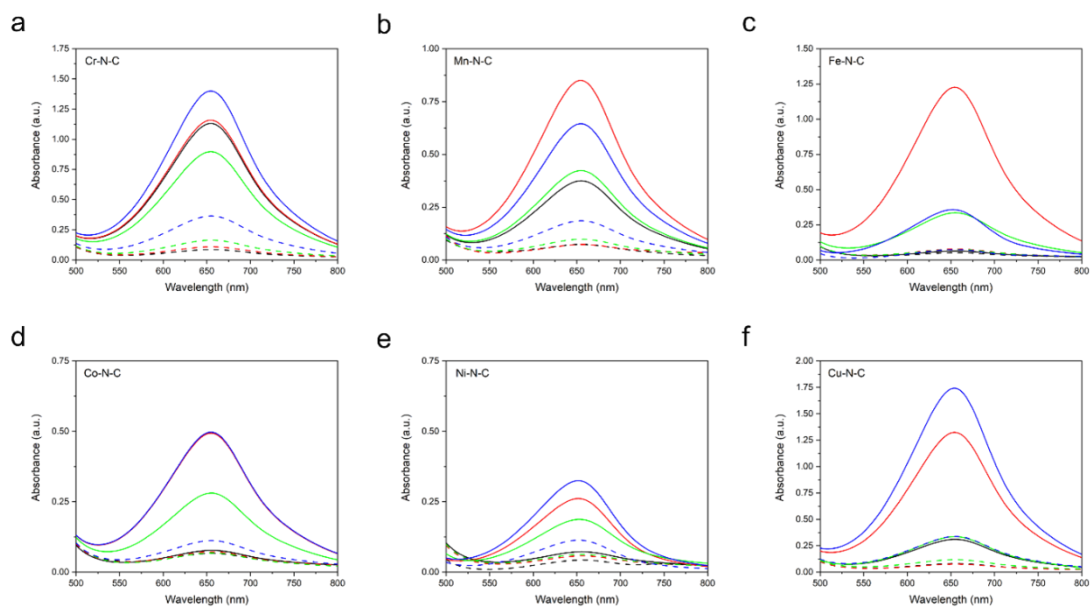 a
Cr-N-C
Absorbance (a.u.)
1.75
1.50
1.25
1.00
0.75
0.50
0.25
0.00
500 550 600 650 700 750 800
Wavelength (nm)
b
Mn-N-C
Absorbance (a.u.)
1.00
0.75
0.50
0.25
0.00
500 550 600 650 700 750 800
Wavelength (nm)
c
Fe-N-C
Absorbance (a.u.)
1.50
1.25
1.00
0.75
0.50
0.25
0.00
500 550 600 650 700 750 800
Wavelength (nm)
d
Co-N-C
Absorbance (a.u.)
0.75
0.50
0.25
0.00
500 550 600 650 700 750 800
Wavelength (nm)
e
Ni-N-C
Absorbance (a.u.)
0.75
0.50
0.25
0.00
500 550 600 650 700 750 800
Wavelength (nm)
f
Cu-N-C
Absorbance (a.u.)
2.00
1.75
1.50
1.25
1.00
0.75
0.50
0.25
0.00
500 550 600 650 700 750 800
Wavelength (nm)